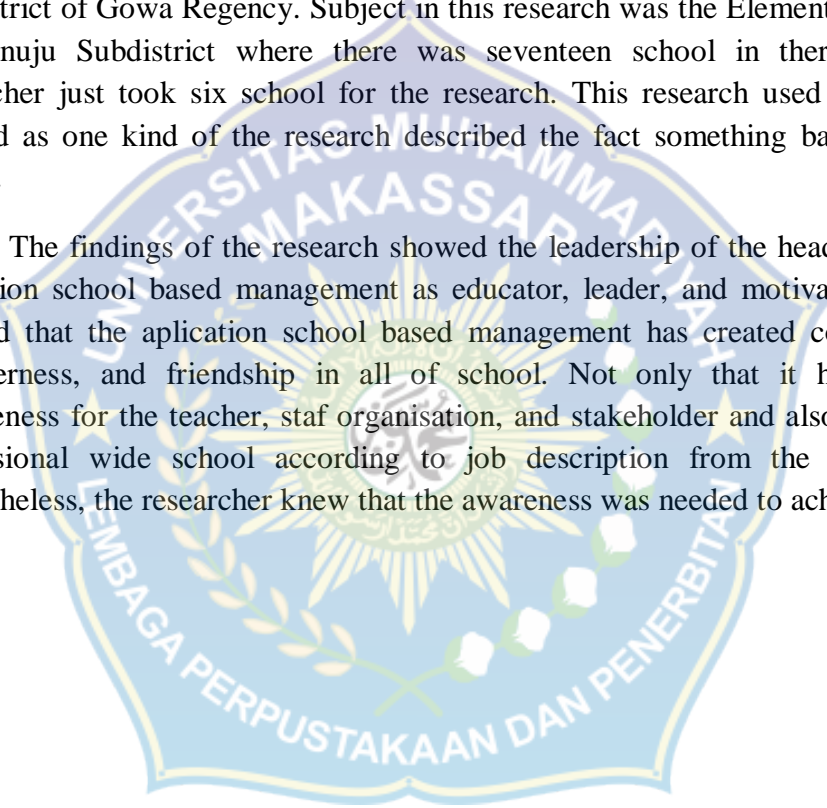 trict of Gowa Regency. Subject in this research was the Element
nuju Subdistrict where there was seventeen school in ther
cher just took six school for the research. This research used
d as one kind of the research described the fact something ba
The findings of the research showed the leadership of the head
tion school based management as educator, leader, and motiva
d that the aplication school based management has created co
erness, and friendship in all of school. Not only that it h
eness for the teacher, staf organisation, and stakeholder and also
sional wide school according to job description from the
theless, the researcher knew that the awareness was needed to ach
UNIVERSITAS MUHAMMADIYAH
MAKASSAR
LEMBAGA PERPUSTAKAAN DAN PENERBITAN